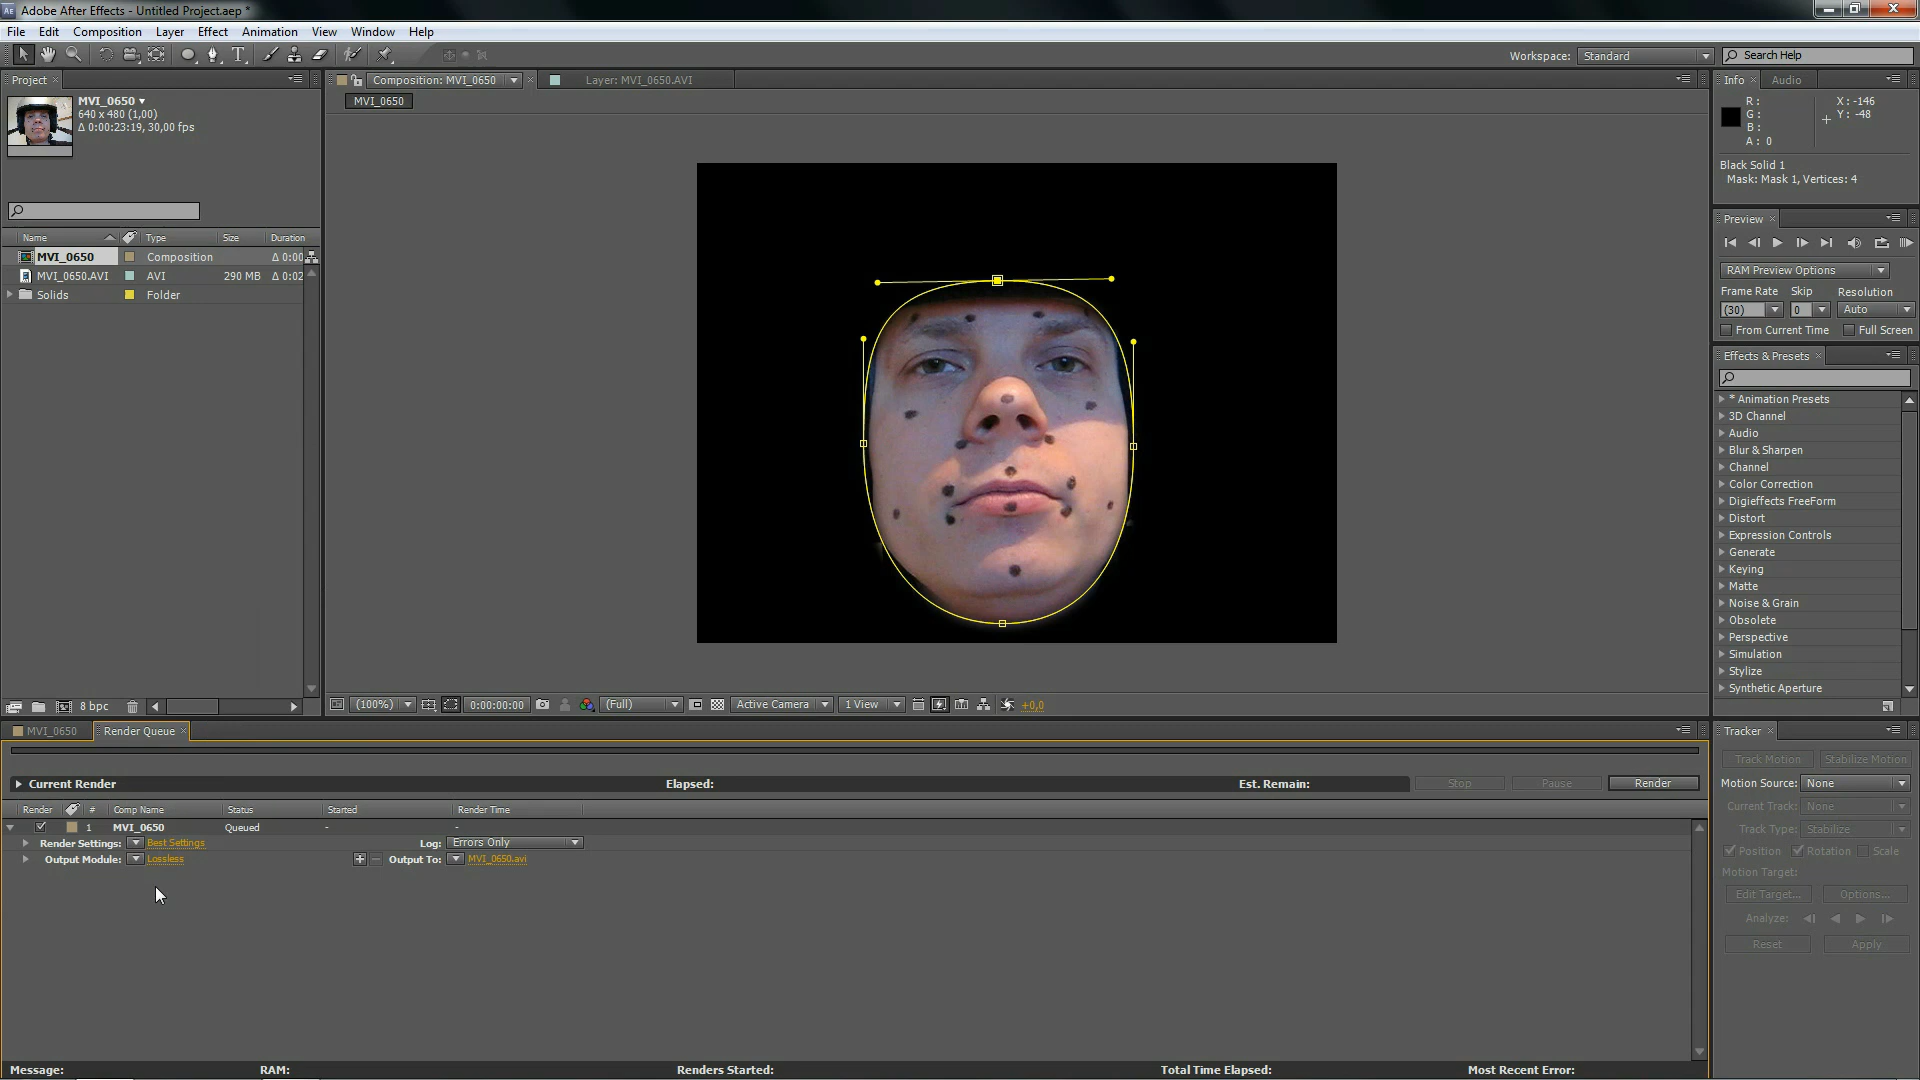 Adobe After Effects - Untitled Project.aep *
File Edit Composition Layer Effect Animation View Window Help
Workspace: Standard Search Help
Project
MVI_0650
640 x 480 (1,00)
Δ 0:00:23:19, 30,00 fps
Name Type Size Duration
MVI_0650 Composition Δ 0:00
MVI_0650.AVI AVI 290 MB Δ 0:02
Solids Folder
8 bpc
Composition: MVI_0650 Layer: MVI_0650.AVI
MVI_0650
(100%) 0:00:00:00 (Full) Active Camera 1 View +0,0
Info Audio
R: X: -146
G: Y: -48
B:
A: 0
Black Solid 1
Mask: Mask 1, Vertices: 4
Preview
RAM Preview Options
Frame Rate Skip Resolution
(30) 0 Auto
From Current Time Full Screen
Effects & Presets
* Animation Presets
3D Channel
Audio
Blur & Sharpen
Channel
Color Correction
Digieffects FreeForm
Distort
Expression Controls
Generate
Keying
Matte
Noise & Grain
Obsolete
Perspective
Simulation
Stylize
Synthetic Aperture
MVI_0650 Render Queue
Current Render Elapsed: Est. Remain: Stop Pause Render
Render # Comp Name Status Started Render Time
1 MVI_0650 Queued - -
Render Settings: Best Settings Log: Errors Only
Output Module: Lossless Output To: MVI_0650.avi
Message: RAM: Renders Started: Total Time Elapsed: Most Recent Error:
Tracker
Track Motion Stabilize Motion
Motion Source: None
Current Track: None
Track Type: Stabilize
Position Rotation Scale
Motion Target:
Edit Target... Options...
Analyze:
Reset Apply